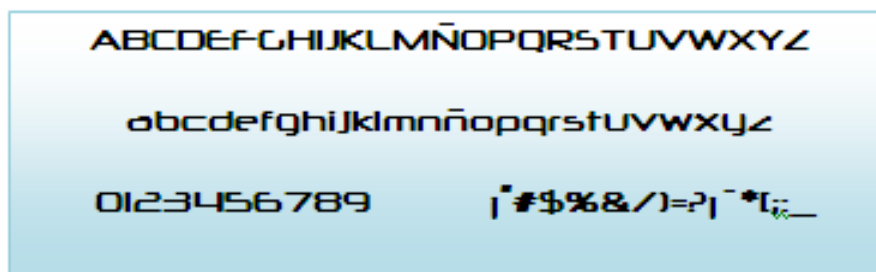 ABCDEFGHIJKLMÑOPQRSTUVWXYZ
abcdefghijklmnñopqrstuvwxyz
0123456789 ¡"#$%&/)=?¡¨*[;:_